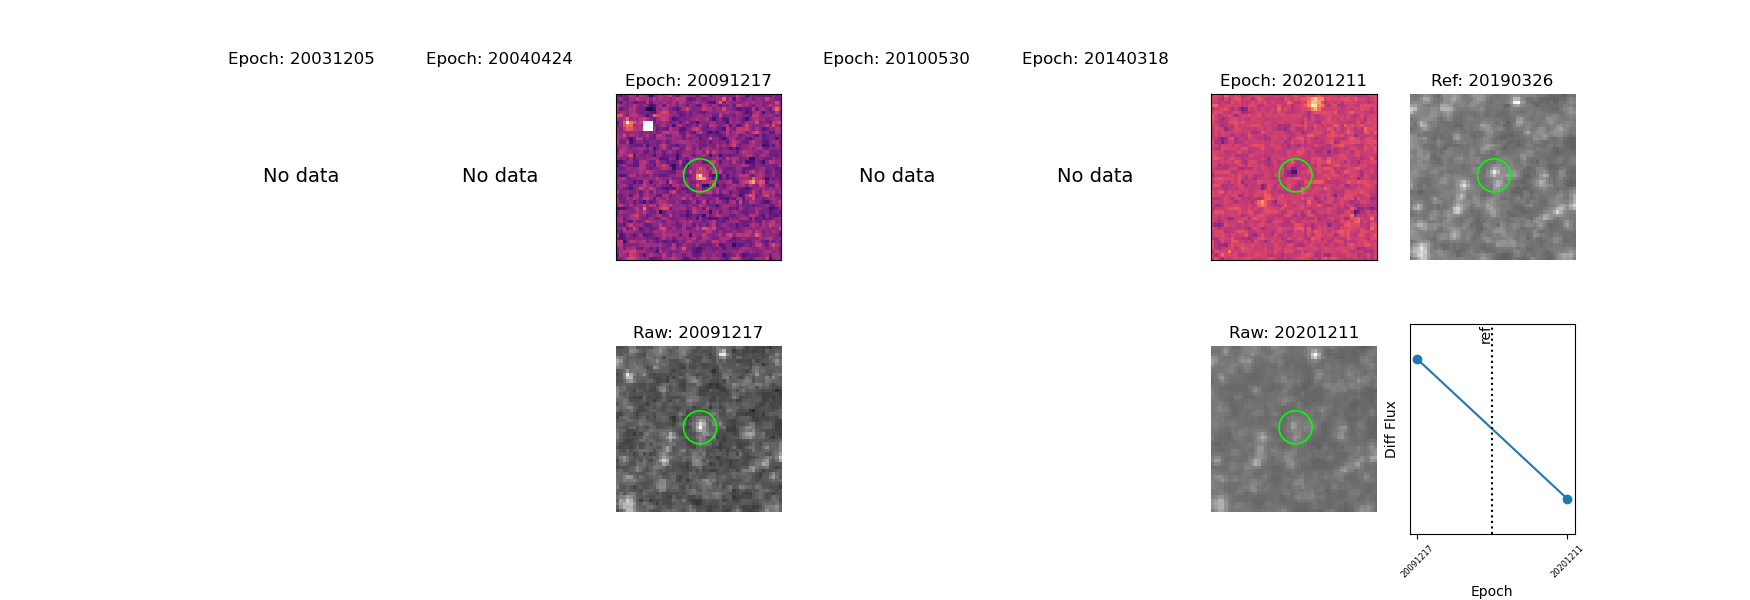 Epoch: 20031205
Epoch: 20040424
Epoch: 20091217
Epoch: 20100530
Epoch: 20140318
Epoch: 20201211
Ref: 20190326
No data
No data
No data
No data
Raw: 20091217
Raw: 20201211
ref
Diff Flux
20091217
20201211
Epoch